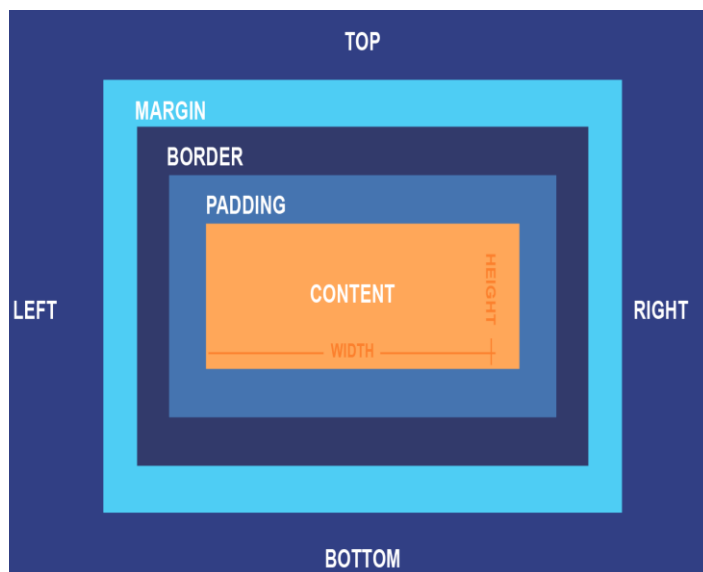 TOP
MARGIN
BORDER
PADDING
CONTENT
HEIGHT
WIDTH
LEFT
RIGHT
BOTTOM